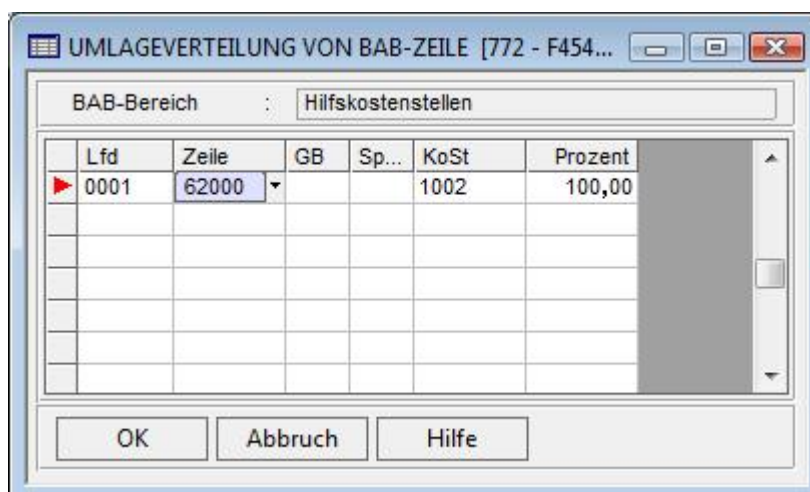 UMLAGEVERTEILUNG VON BAB-ZEILE [772 - F454...
BAB-Bereich : Hilfskostenstellen
Lfd Zeile GB Sp... KoSt Prozent
0001 62000 1002 100,00
OK Abbruch Hilfe